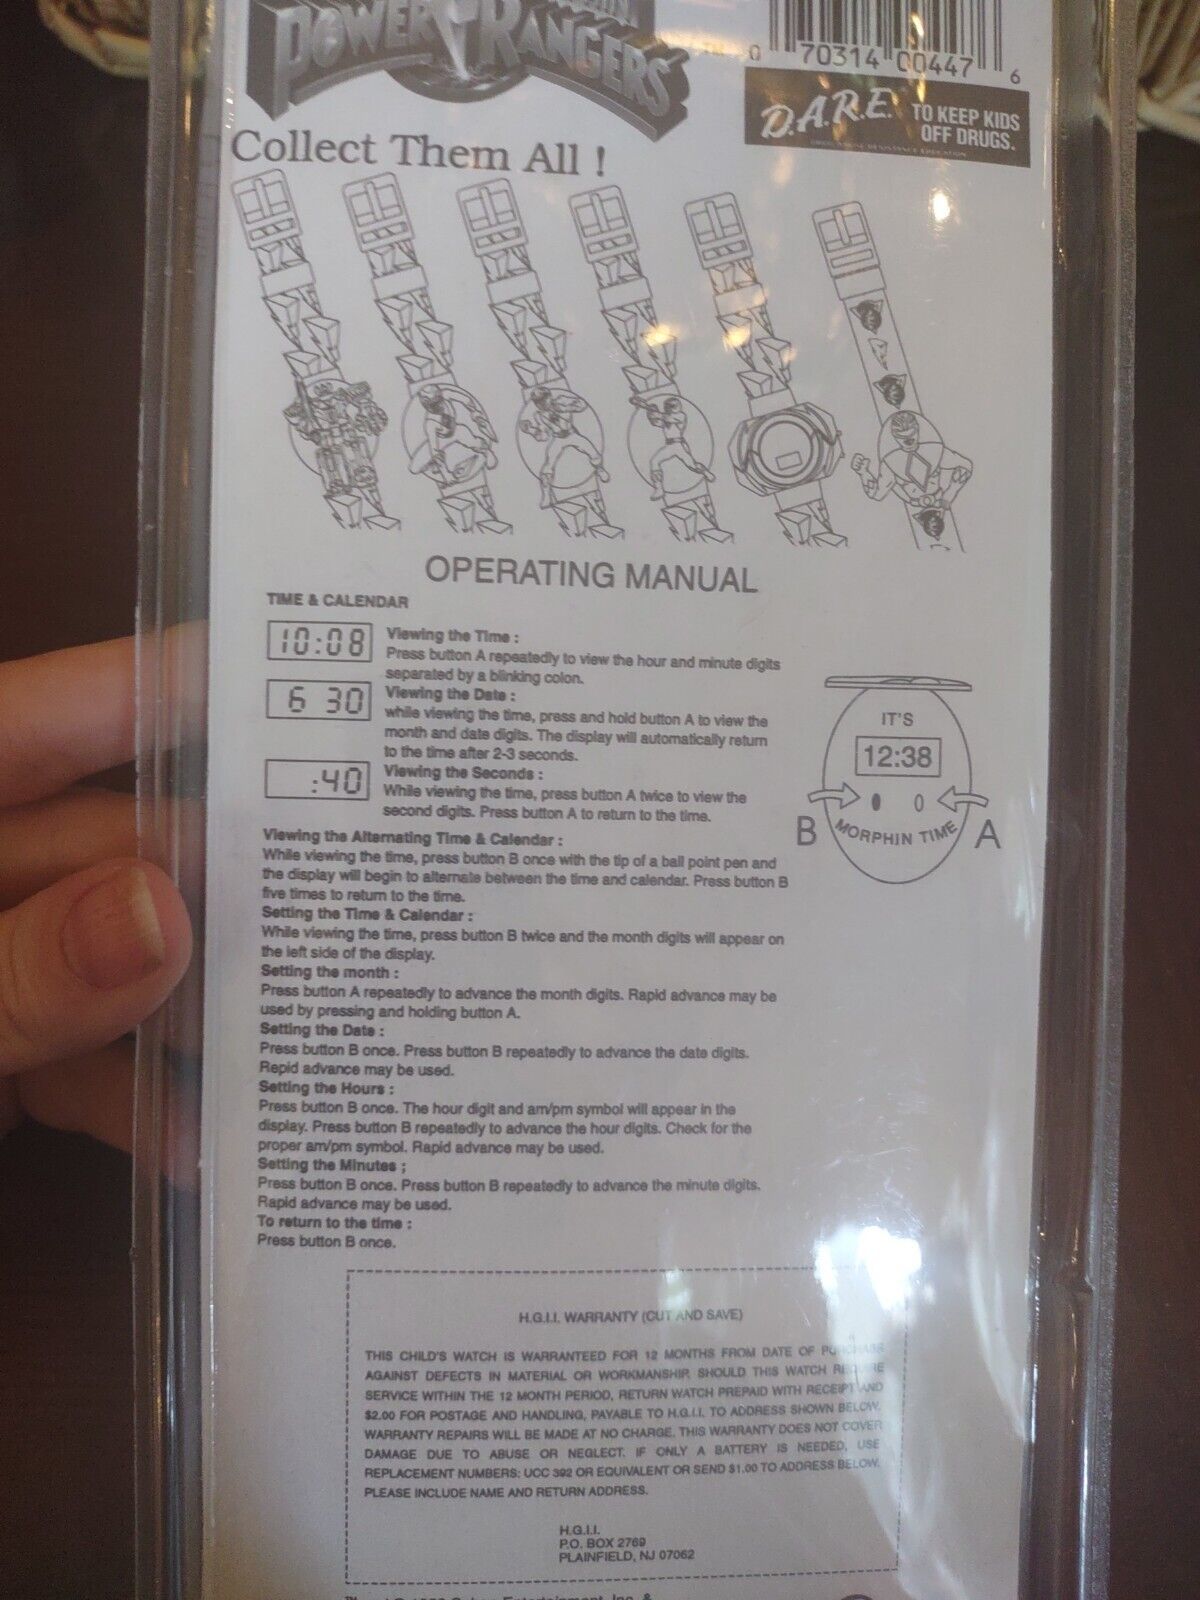 POWER RANGERS
0 70314 00447 6
D.A.R.E. TO KEEP KIDS
OFF DRUGS.
Collect Them All !
OPERATING MANUAL
TIME & CALENDAR
10:08
Viewing the Time :
Press button A repeatedly to view the hour and minute digits
separated by a blinking colon.
6 30
Viewing the Date :
while viewing the time, press and hold button A to view the
month and date digits. The display will automatically return
to the time after 2-3 seconds.
:40
Viewing the Seconds :
While viewing the time, press button A twice to view the
second digits. Press button A to return to the time.
IT'S
12:38
B
MORPHIN TIME
A
Viewing the Alternating Time & Calendar :
While viewing the time, press button B once with the tip of a ball point pen and
the display will begin to alternate between the time and calendar. Press button B
five times to return to the time.
Setting the Time & Calendar :
While viewing the time, press button B twice and the month digits will appear on
the left side of the display.
Setting the month :
Press button A repeatedly to advance the month digits. Rapid advance may be
used by pressing and holding button A.
Setting the Date :
Press button B once. Press button B repeatedly to advance the date digits.
Repid advance may be used.
Setting the Hours :
Press button B once. The hour digit and am/pm symbol will appear in the
display. Press button B repeatedly to advance the hour digits. Check for the
proper am/pm symbol. Rapid advance may be used.
Setting the Minutes ;
Press button B once. Press button B repeatedly to advance the minute digits.
Rapid advance may be used.
To return to the time :
Press button B once.
H.G.I.I. WARRANTY (CUT AND SAVE)
THIS CHILD'S WATCH IS WARRANTEED FOR 12 MONTHS FROM DATE OF PURCHASE
AGAINST DEFECTS IN MATERIAL OR WORKMANSHIP. SHOULD THIS WATCH REQUIRE
SERVICE WITHIN THE 12 MONTH PERIOD, RETURN WATCH PREPAID WITH RECEIPT AND
$2.00 FOR POSTAGE AND HANDLING, PAYABLE TO H.G.I.I. TO ADDRESS SHOWN BELOW.
WARRANTY REPAIRS WILL BE MADE AT NO CHARGE. THIS WARRANTY DOES NOT COVER
DAMAGE DUE TO ABUSE OR NEGLECT. IF ONLY A BATTERY IS NEEDED, USE
REPLACEMENT NUMBERS: UCC 392 OR EQUIVALENT OR SEND $1.00 TO ADDRESS BELOW.
PLEASE INCLUDE NAME AND RETURN ADDRESS.
H.G.I.I.
P.O. BOX 2769
PLAINFIELD, NJ 07062